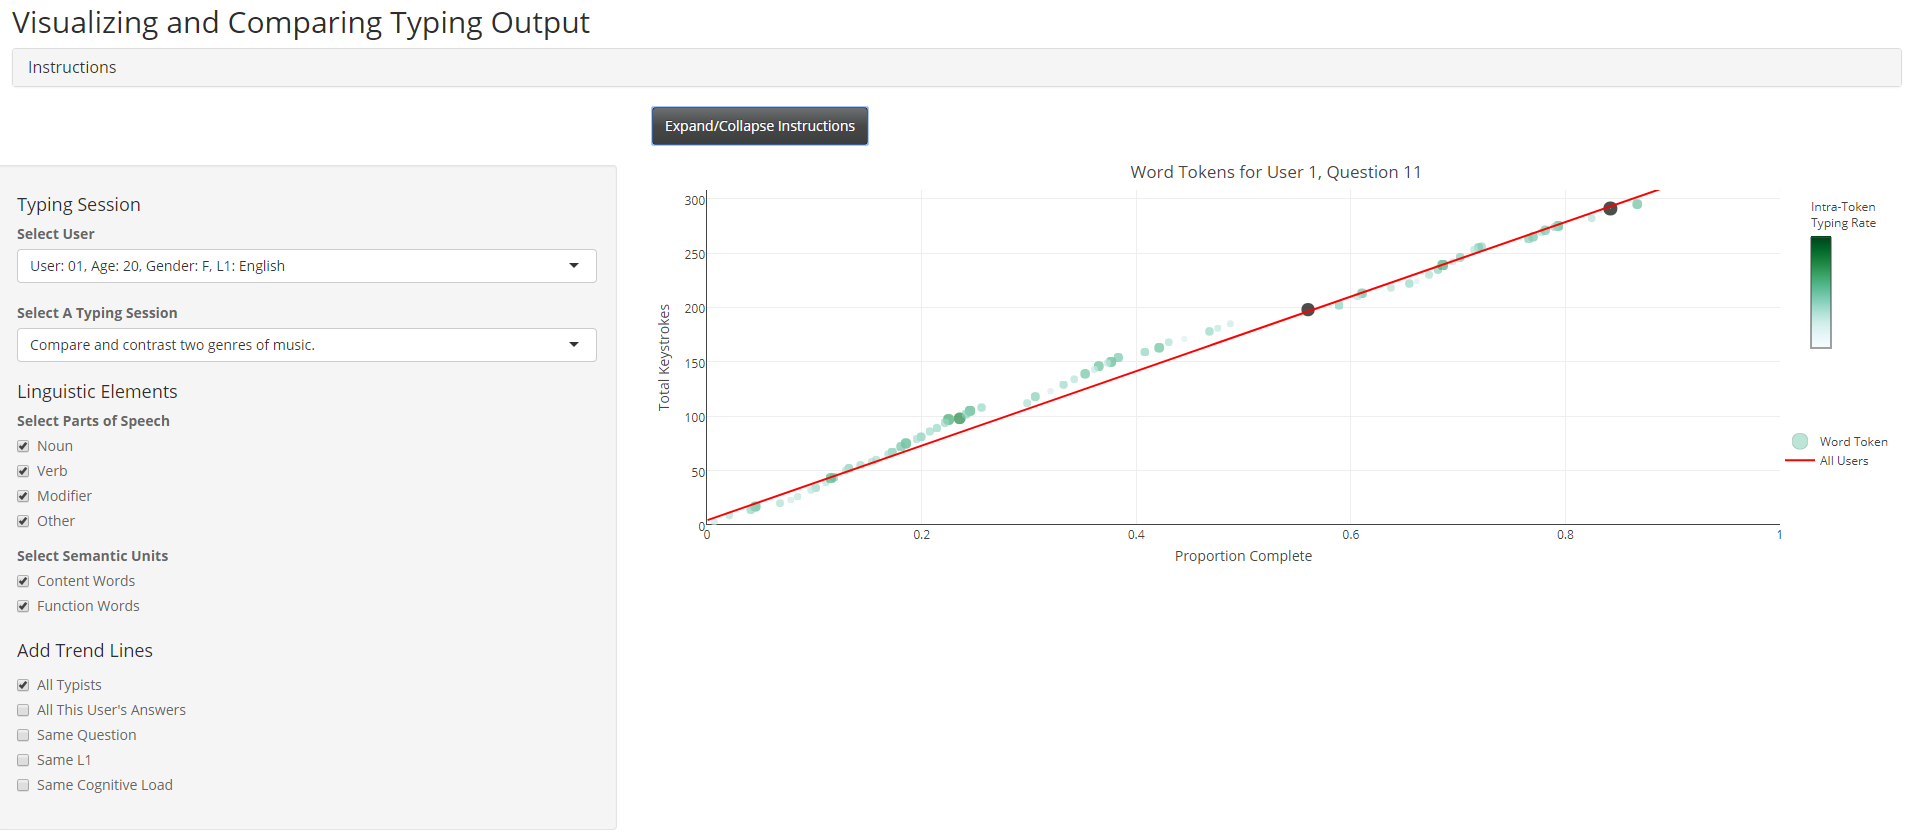 Visualizing and Comparing Typing Output
Instructions
Expand/Collapse Instructions
Typing Session
Select User
User: 01, Age: 20, Gender: F, L1: English
Select A Typing Session
Compare and contrast two genres of music.
Linguistic Elements
Select Parts of Speech
Noun
Verb
Modifier
Other
Select Semantic Units
Content Words
Function Words
Add Trend Lines
All Typists
All This User's Answers
Same Question
Same L1
Same Cognitive Load
Word Tokens for User 1, Question 11
Total Keystrokes
300
250
200
150
100
50
0
0 0.2 0.4 0.6 0.8 1
Proportion Complete
Intra-Token
Typing Rate
Word Token
All Users